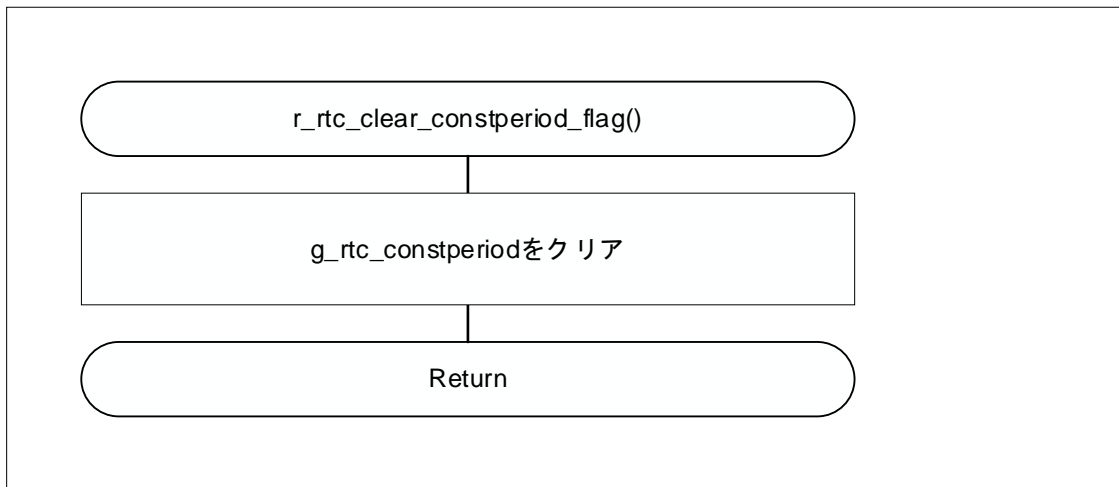 r_rtc_clear_constperiod_flag()
g_rtc_constperiodをクリア
Return